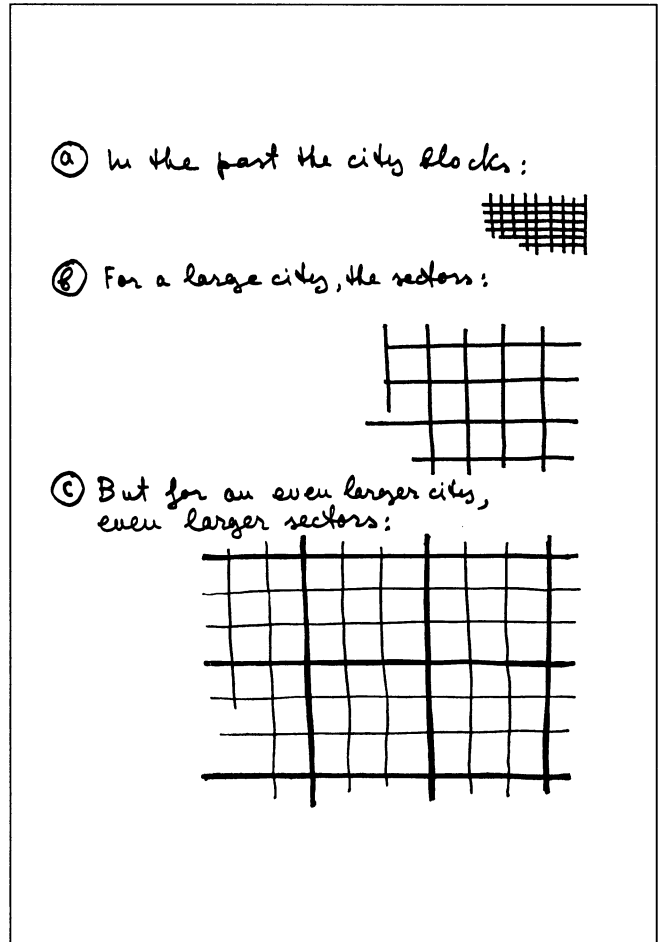 ⓐ In the past the city blocks:
ⓑ For a large city, the sectors:
ⓒ But for an even larger city,
even larger sectors: